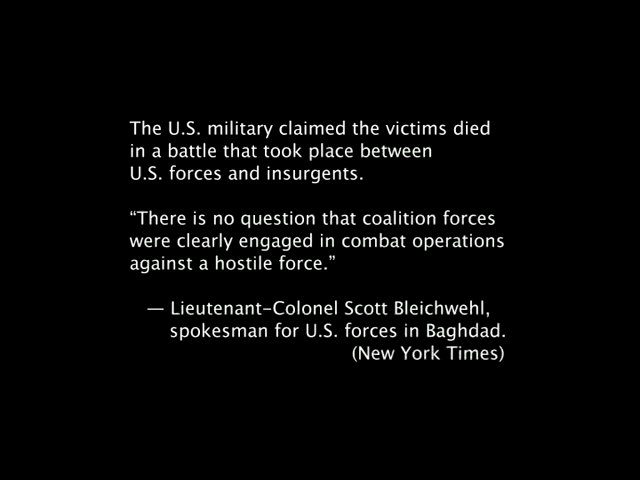 The U.S. military claimed the victims died
in a battle that took place between
U.S. forces and insurgents.
“There is no question that coalition forces
were clearly engaged in combat operations
against a hostile force.”
— Lieutenant-Colonel Scott Bleichwehl,
spokesman for U.S. forces in Baghdad.
(New York Times)